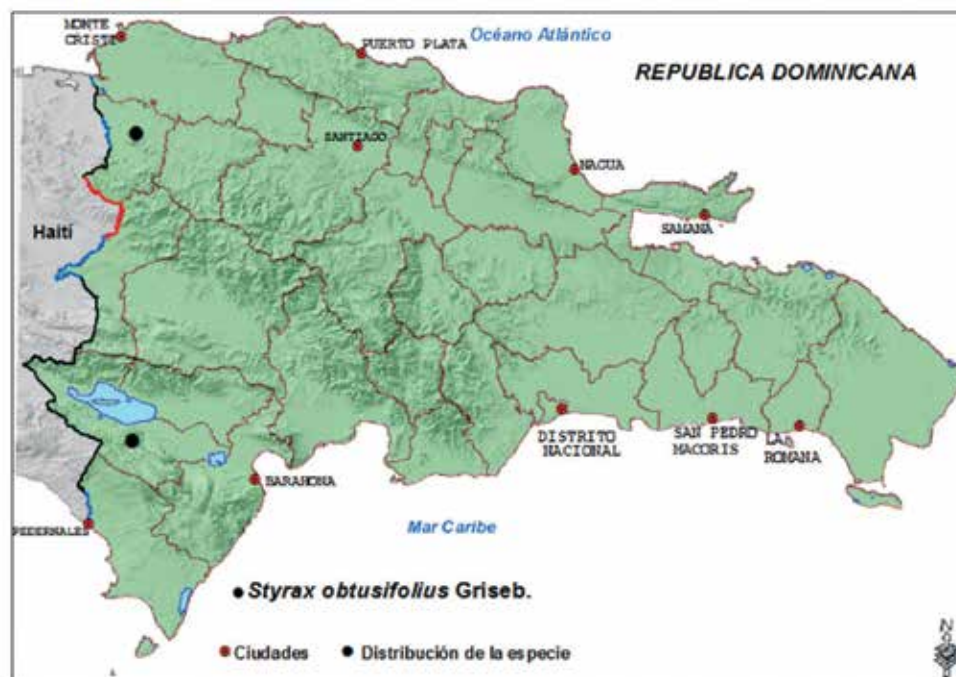 MONTE
CRISTI
PUERTO PLATA
Océano Atlántico
REPUBLICA DOMINICANA
SANTIAGO
NAGUA
SAMANA
Haití
DISTRITO
NACIONAL
SAN PEDRO
MACORIS
LA
ROMANA
BARAHONA
PEDERNALES
Mar Caribe
Styrax obtusifolius Griseb.
Ciudades
Distribución de la especie